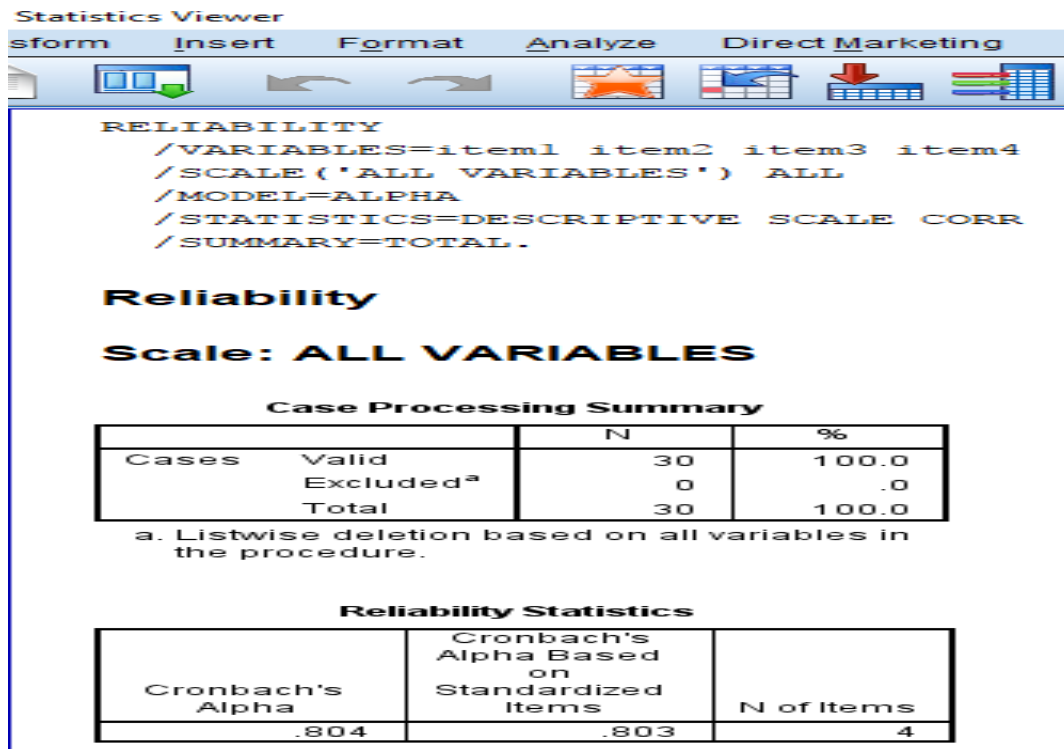 Statistics Viewer
sform Insert Format Analyze Direct Marketing
RELIABILITY
/VARIABLES=item1 item2 item3 item4
/SCALE('ALL VARIABLES') ALL
/MODEL=ALPHA
/STATISTICS=DESCRIPTIVE SCALE CORR
/SUMMARY=TOTAL.
Reliability
Scale: ALL VARIABLES
Case Processing Summary
N %
Cases Valid 30 100.0
Excludedª 0 .0
Total 30 100.0
a. Listwise deletion based on all variables in
the procedure.
Reliability Statistics
Cronbach's
Alpha
Cronbach's
Alpha Based
on
Standardized
Items
N of Items
.804 .803 4